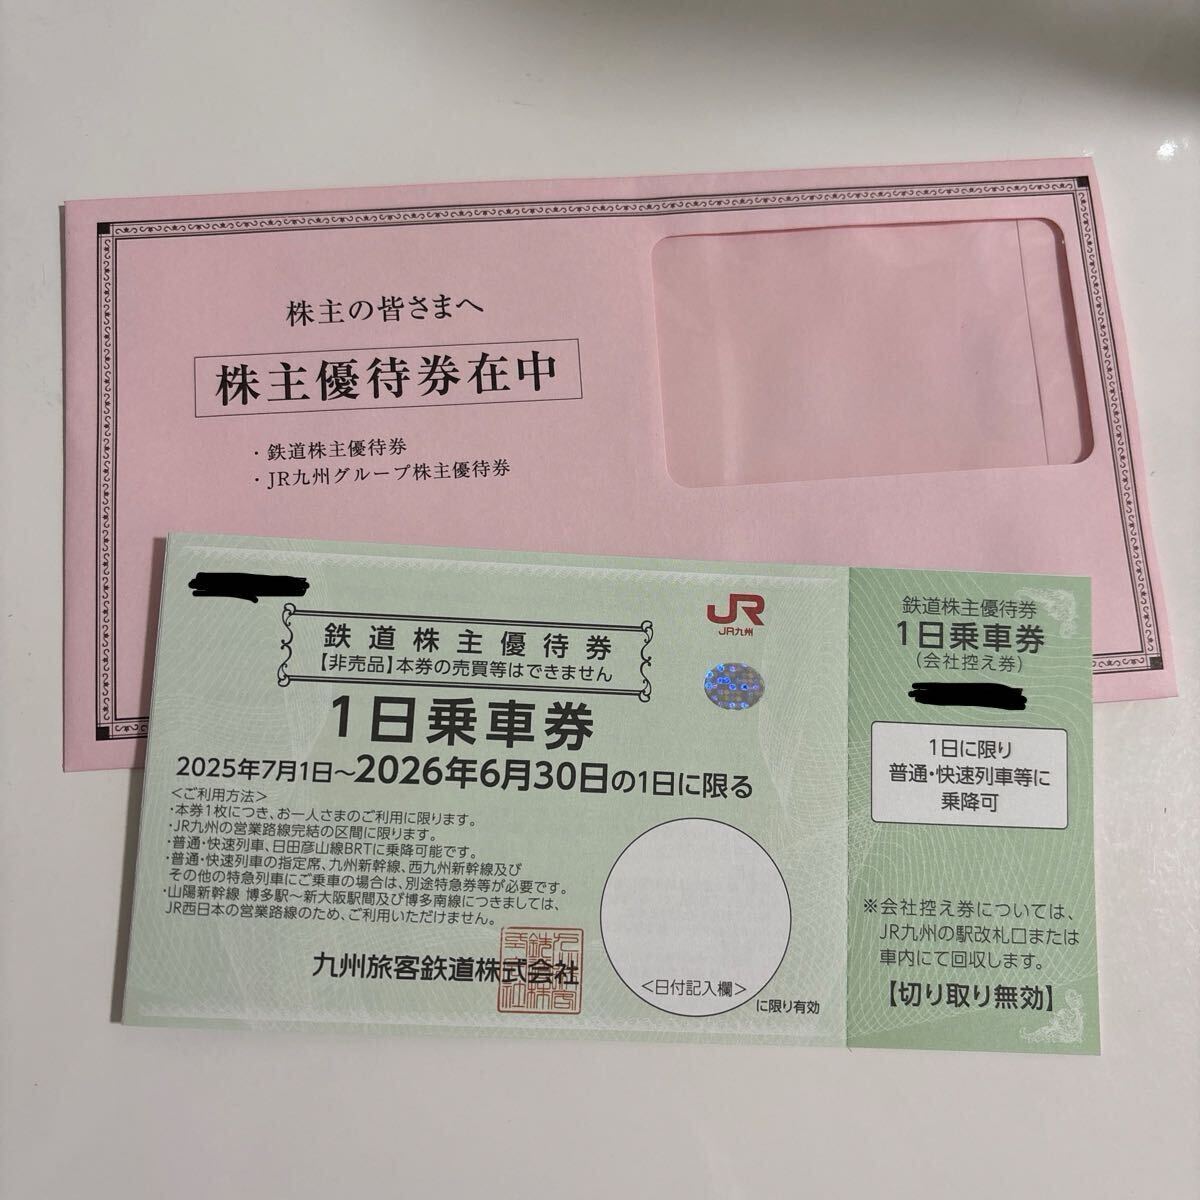 株主の皆さまへ
株主優待券在中
・鉄道株主優待券
・JR九州グループ株主優待券
鉄道株主優待券
【非売品】本券の売買等はできません
JR
JR九州
1日乗車券
2025年7月1日～2026年6月30日の1日に限る
＜ご利用方法＞
・本券1枚につき、お一人さまのご利用に限ります。
・JR九州の営業路線完結の区間に限ります。
・普通・快速列車、日田彦山線BRTに乗降可能です。
・普通・快速列車の指定席、九州新幹線、西九州新幹線及び
その他の特急列車にご乗車の場合は、別途特急券等が必要です。
・山陽新幹線 博多駅～新大阪駅間及び博多南線につきましては、
JR西日本の営業路線のため、ご利用いただけません。
九州旅客鉄道株式会社
＜日付記入欄＞
に限り有効
鉄道株主優待券
1日乗車券
(会社控え券)
1日に限り
普通・快速列車等に
乗降可
※会社控え券については、
JR九州の駅改札口または
車内にて回収します。
【切り取り無効】